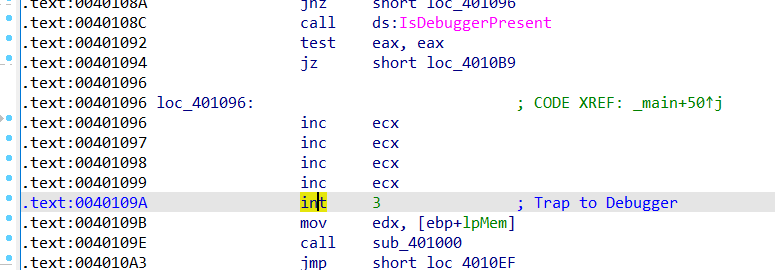 .text:0040108A jnz short loc_401096
.text:0040108C call ds:IsDebuggerPresent
.text:00401092 test eax, eax
.text:00401094 jz short loc_4010B9
.text:00401096
.text:00401096 loc_401096: ; CODE XREF: _main+50↑j
.text:00401096 inc ecx
.text:00401097 inc ecx
.text:00401098 inc ecx
.text:00401099 inc ecx
.text:0040109A int 3 ; Trap to Debugger
.text:0040109B mov edx, [ebp+lpMem]
.text:0040109E call sub_401000
.text:004010A3 jmp short loc_4010EF